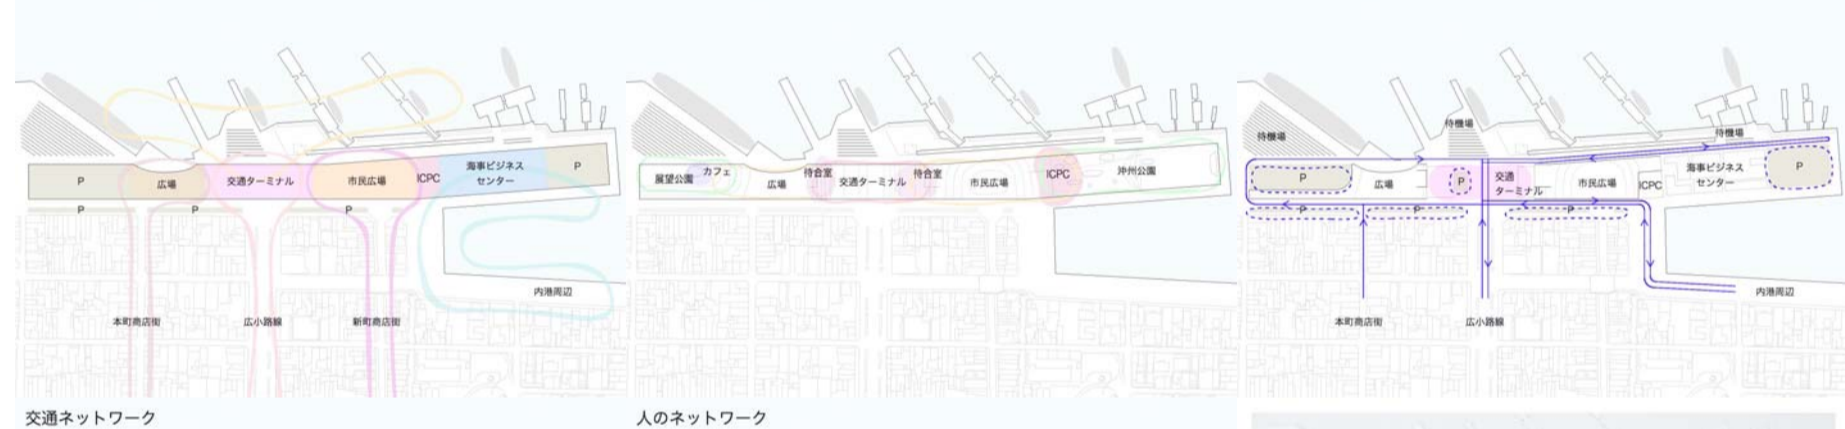 P
広場
交通ターミナル
市民広場
ICPC
海事ビジネス
センター
P
P
P
P
内港周辺
本町商店街
広小路線
新町商店街
交通ネットワーク
展望公園
カフェ
広場
待合室
交通ターミナル
待合室
市民広場
ICPC
沖州公園
人のネットワーク
待機場
待機場
待機場
P
広場
P
交通
ターミナル
市民広場
ICPC
海事ビジネス
センター
P
P
P
P
内港周辺
本町商店街
広小路線